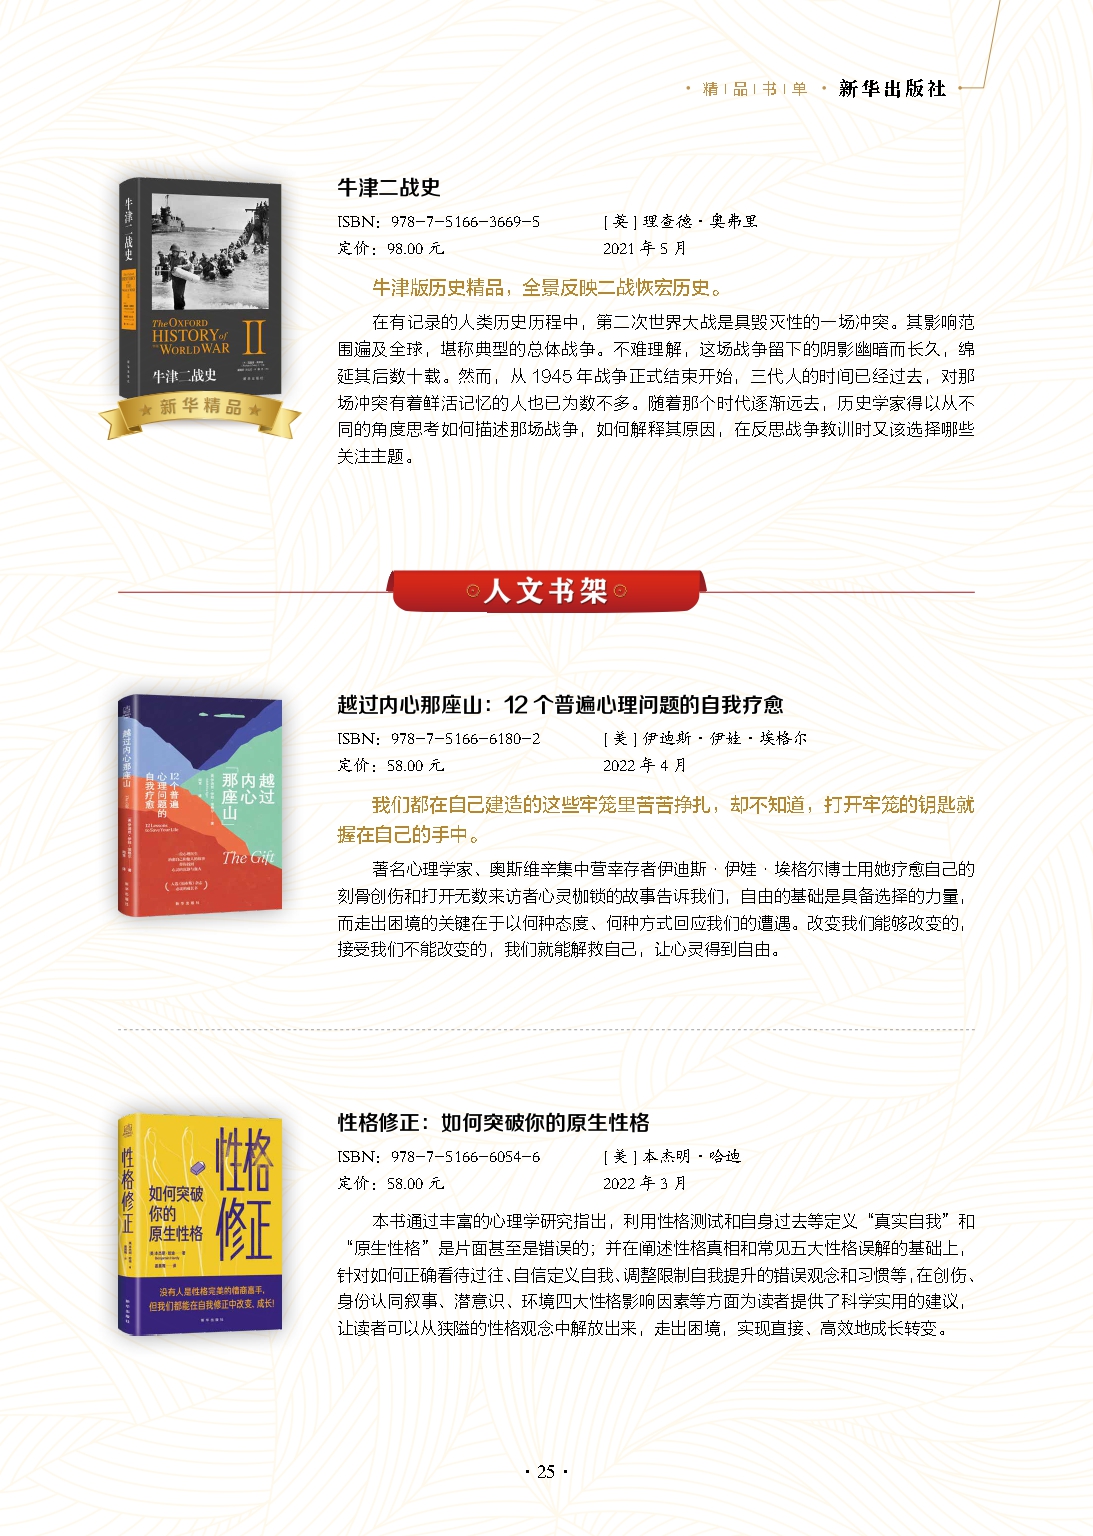 · 精 | 品 | 书 | 单 · 新华出版社
牛津二战史
The OXFORD
HISTORY of
WORLD WAR
II
牛津二战史
新华精品
牛津二战史
ISBN：978-7-5166-3669-5 ［英］理查德·奥弗里
定价：98.00 元 2021 年 5 月
牛津版历史精品，全景反映二战恢宏历史。
在有记录的人类历史历程中，第二次世界大战是具毁灭性的一场冲突。其影响范
围遍及全球，堪称典型的总体战争。不难理解，这场战争留下的阴影幽暗而长久，绵
延其后数十载。然而，从 1945 年战争正式结束开始，三代人的时间已经过去，对那
场冲突有着鲜活记忆的人也已为数不多。随着那个时代逐渐远去，历史学家得以从不
同的角度思考如何描述那场战争，如何解释其原因，在反思战争教训时又该选择哪些
关注主题。
人文书架
越过内心那座山
越过
内心
「那座山」
12个普遍
心理问题的
自我疗愈
12 Lessons
to Save Your Life
The Gift
新华出版社
越过内心那座山：12 个普遍心理问题的自我疗愈
ISBN：978-7-5166-6180-2 ［美］伊迪斯·伊娃·埃格尔
定价：58.00 元 2022 年 4 月
我们都在自己建造的这些牢笼里苦苦挣扎，却不知道，打开牢笼的钥匙就
握在自己的手中。
著名心理学家、奥斯维辛集中营幸存者伊迪斯·伊娃·埃格尔博士用她疗愈自己的
刻骨创伤和打开无数来访者心灵枷锁的故事告诉我们，自由的基础是具备选择的力量，
而走出困境的关键在于以何种态度、何种方式回应我们的遭遇。改变我们能够改变的，
接受我们不能改变的，我们就能解救自己，让心灵得到自由。
性格修正
性格
修正
如何突破
你的
原生性格
没有人是性格完美的情商高手，
但我们都能在自我修正中改变、成长!
新华出版社
性格修正：如何突破你的原生性格
ISBN：978-7-5166-6054-6 ［美］本杰明·哈迪
定价：58.00 元 2022 年 3 月
本书通过丰富的心理学研究指出，利用性格测试和自身过去等定义“真实自我”和
“原生性格”是片面甚至是错误的；并在阐述性格真相和常见五大性格误解的基础上，
针对如何正确看待过往、自信定义自我、调整限制自我提升的错误观念和习惯等，在创伤、
身份认同叙事、潜意识、环境四大性格影响因素等方面为读者提供了科学实用的建议，
让读者可以从狭隘的性格观念中解放出来，走出困境，实现直接、高效地成长转变。
· 25 ·